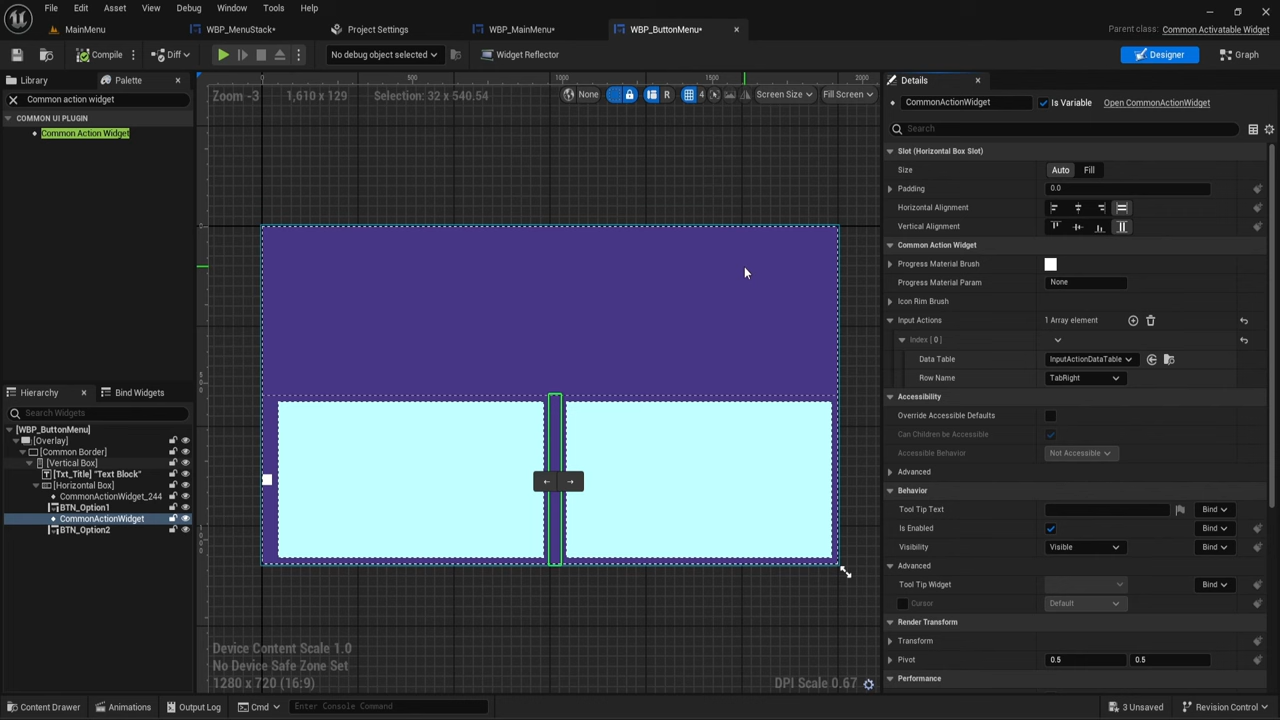 File Edit Asset View Debug Window Tools Help
MainMenu WBP_MenuStack* Project Settings WBP_MainMenu* WBP_ButtonMenu* Parent class: Common Activatable Widget
Compile Diff No debug object selected Widget Reflector Designer Graph
Library Palette
Common action widget
COMMON UI PLUGIN
Common Action Widget
0 500 1000 1500 2000
Zoom -3 1,610 x 129 Selection: 32 x 540.54 None R 4 Screen Size Fill Screen
Hierarchy Bind Widgets
Search Widgets
[WBP_ButtonMenu]
[Overlay]
[Common Border]
[Vertical Box]
[Txt_Title] "Text Block"
[Horizontal Box]
CommonActionWidget_244
BTN_Option1
CommonActionWidget
BTN_Option2
Device Content Scale 1.0
No Device Safe Zone Set
1280 x 720 (16:9)
DPI Scale 0.67
Details
CommonActionWidget Is Variable Open CommonActionWidget
Search
Slot (Horizontal Box Slot)
Size Auto Fill
Padding 0.0
Horizontal Alignment
Vertical Alignment
Common Action Widget
Progress Material Brush
Progress Material Param None
Icon Rim Brush
Input Actions 1 Array element
Index [ 0 ]
Data Table InputActionDataTable
Row Name TabRight
Accessibility
Override Accessible Defaults
Can Children be Accessible
Accessible Behavior Not Accessible
Advanced
Behavior
Tool Tip Text Bind
Is Enabled Bind
Visibility Visible Bind
Advanced
Tool Tip Widget Bind
Cursor Default
Render Transform
Transform
Pivot 0.5 0.5
Performance
Content Drawer Animations Output Log Cmd Enter Console Command 3 Unsaved Revision Control